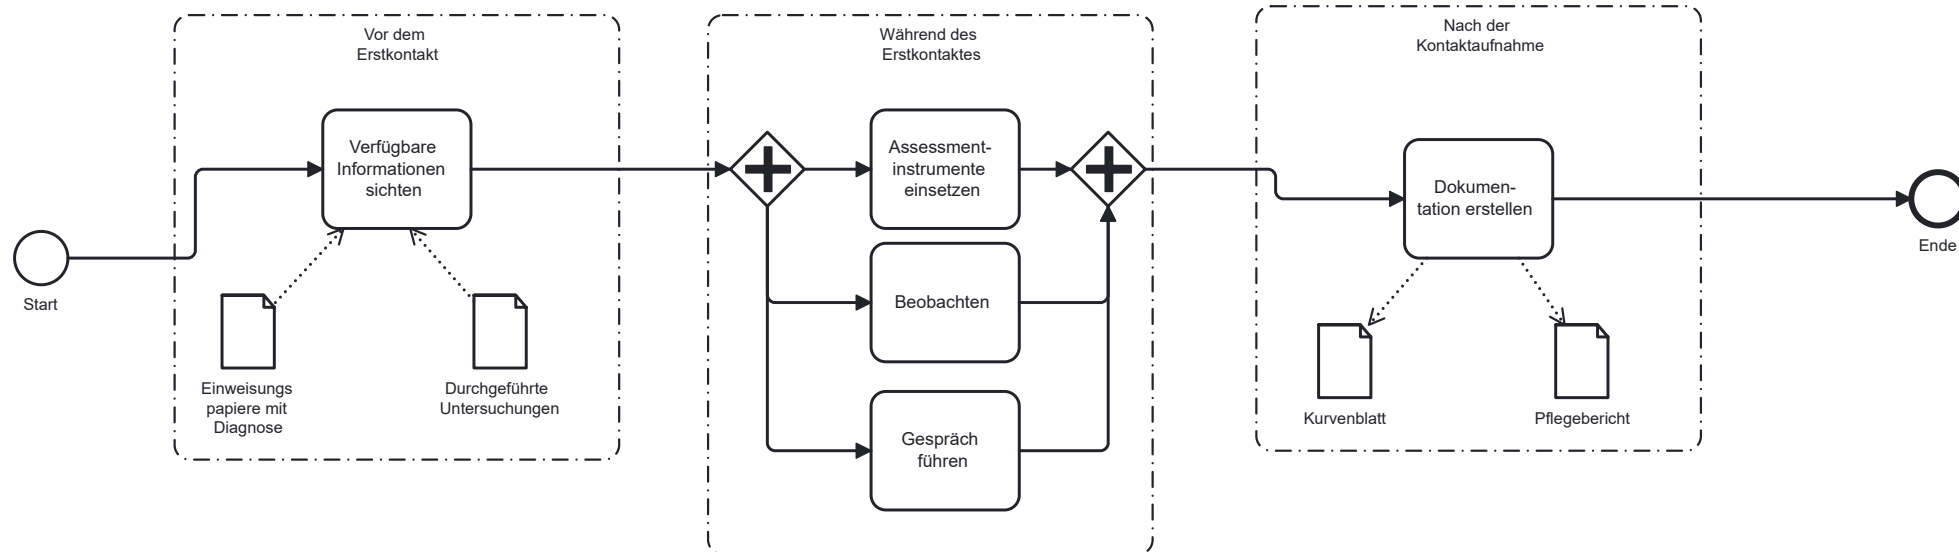 Vor dem
Erstkontakt
Verfügbare
Informationen
sichten
Start
Einweisungs
papiere mit
Diagnose
Durchgeführte
Untersuchungen
Während des
Erstkontaktes
Assessment-
instrumente
einsetzen
Beobachten
Gespräch
führen
Nach der
Kontaktaufnahme
Dokumen-
tation erstellen
Kurvenblatt
Pflegebericht
Ende